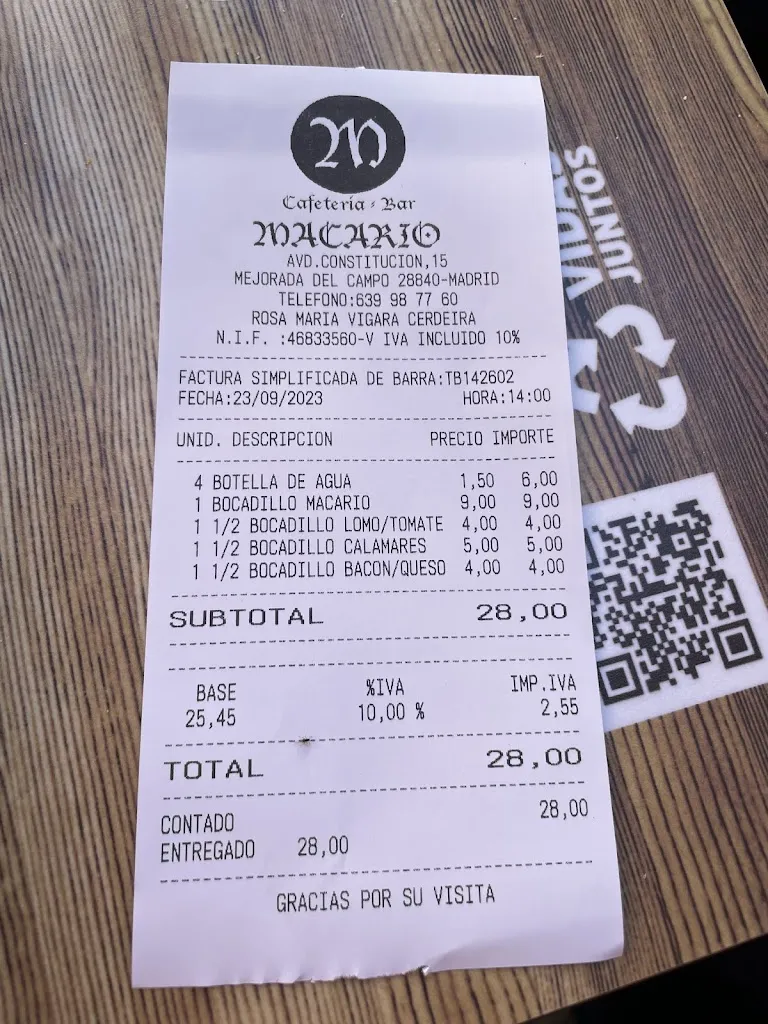 M
Cafeteria - Bar
MACARIO
AVD.CONSTITUCION,15
MEJORADA DEL CAMPO 28840-MADRID
TELEFONO:639 98 77 60
ROSA MARIA VIGARA CERDEIRA
N.I.F. :46833560-V IVA INCLUIDO 10%
FACTURA SIMPLIFICADA DE BARRA:TB142602
FECHA:23/09/2023 HORA:14:00
UNID. DESCRIPCION PRECIO IMPORTE
4 BOTELLA DE AGUA 1,50 6,00
1 BOCADILLO MACARIO 9,00 9,00
1 1/2 BOCADILLO LOMO/TOMATE 4,00 4,00
1 1/2 BOCADILLO CALAMARES 5,00 5,00
1 1/2 BOCADILLO BACON/QUESO 4,00 4,00
SUBTOTAL 28,00
BASE %IVA IMP.IVA
25,45 10,00 % 2,55
TOTAL 28,00
CONTADO 28,00
ENTREGADO 28,00
GRACIAS POR SU VISITA
JUNTOS